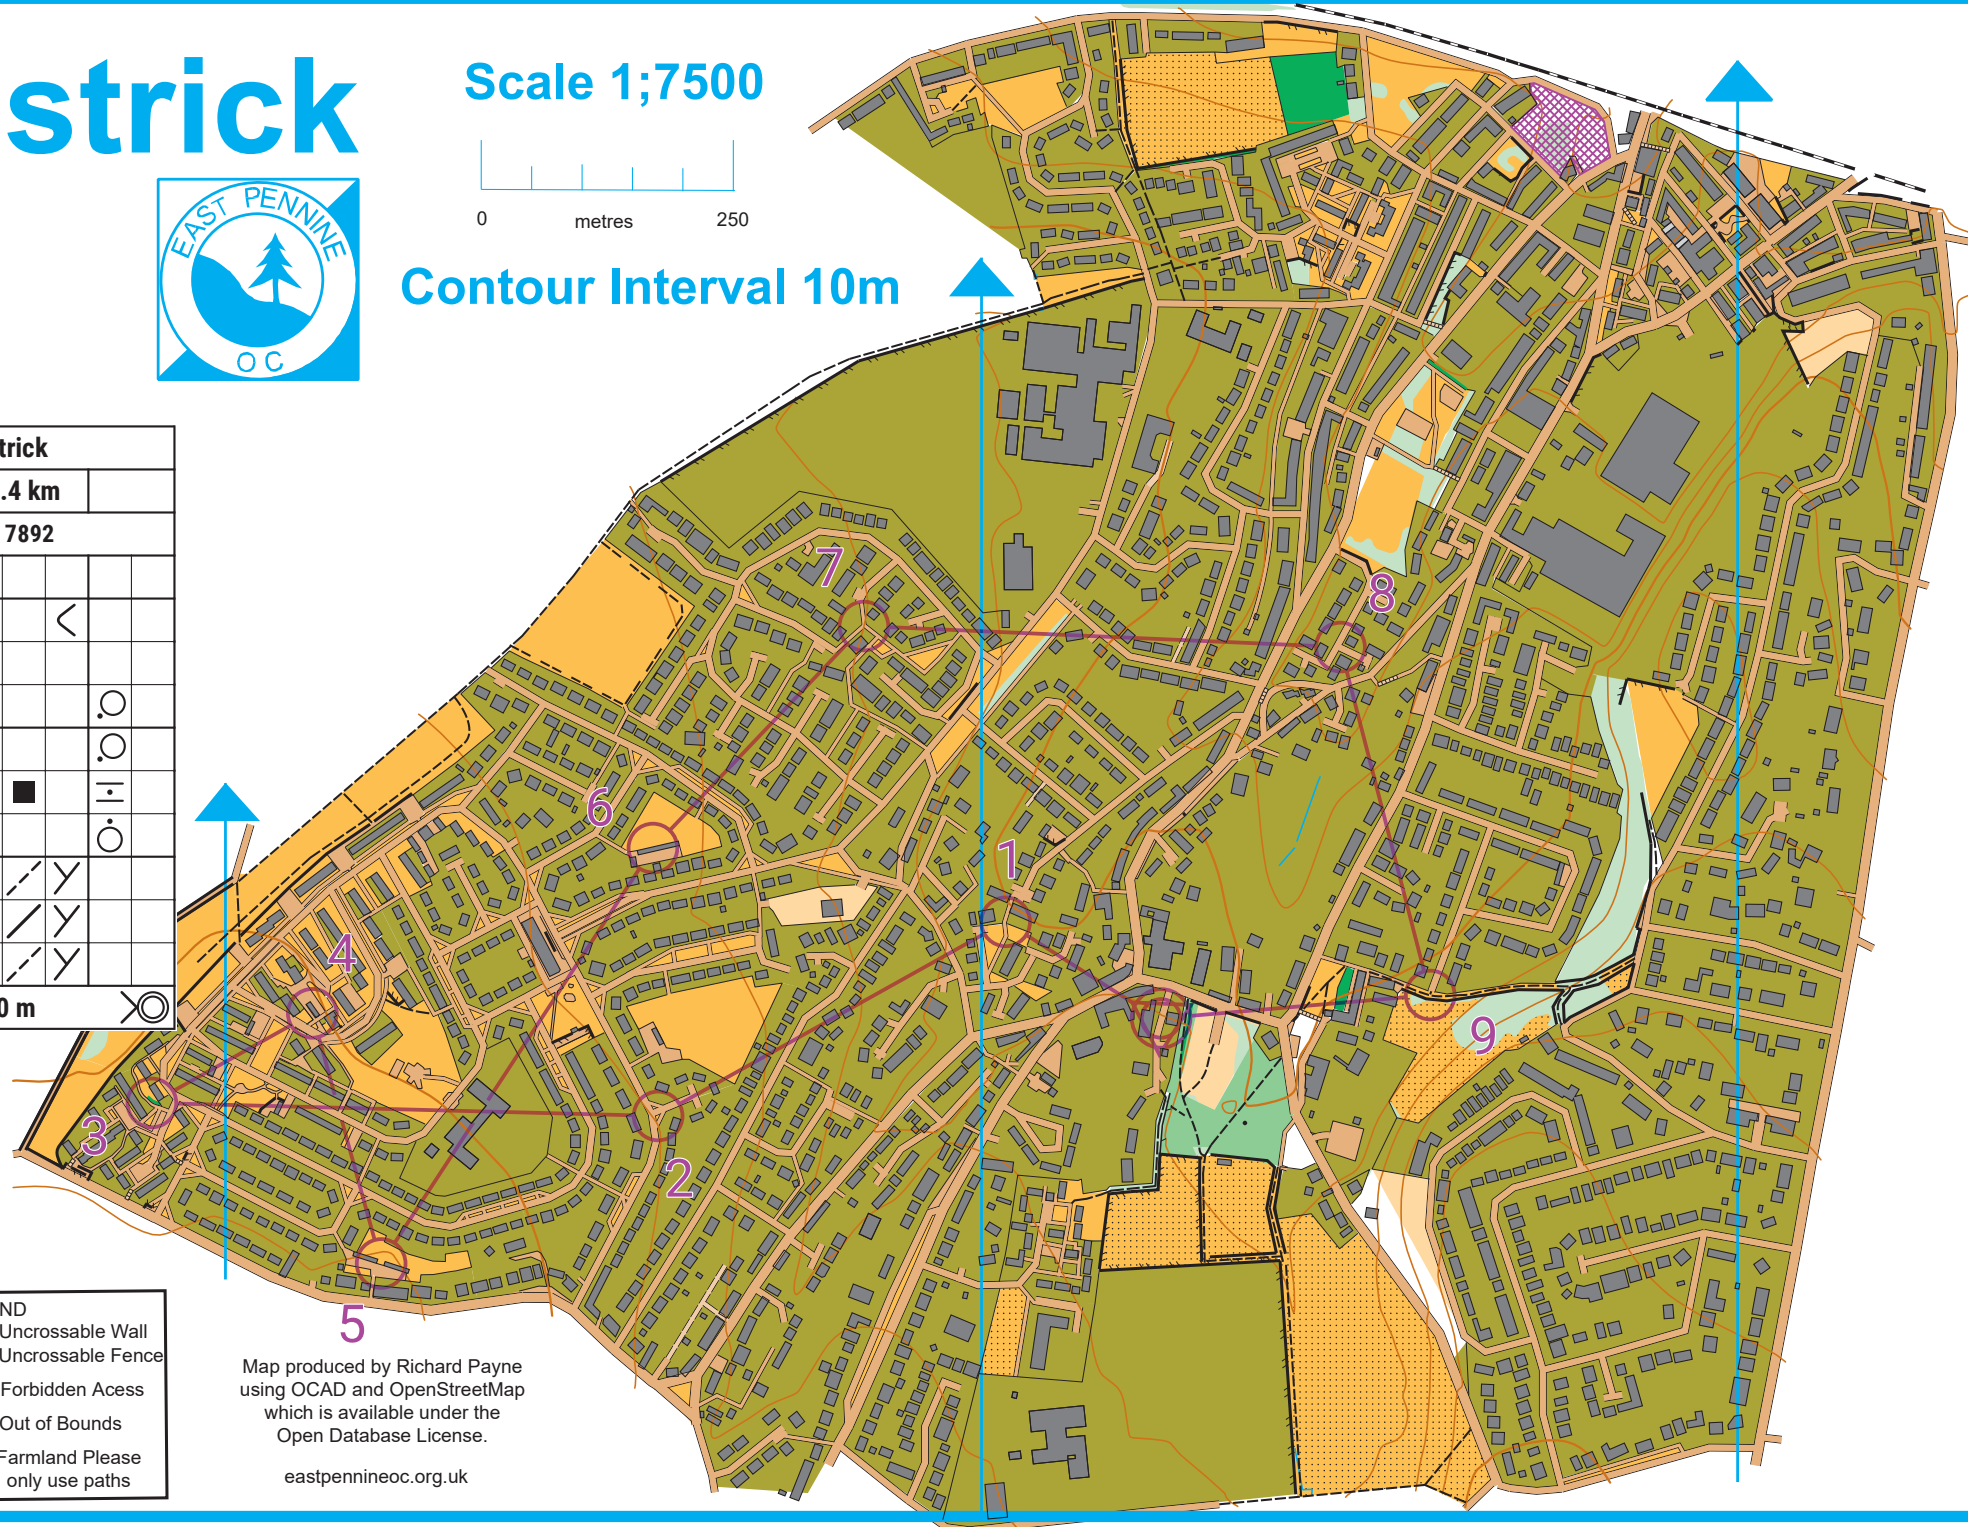 strick
Scale 1;7500
0 metres 250
Contour Interval 10m
EAST PENNINE
OC
trick
.4 km
7892
0 m
ND
Uncrossable Wall
Uncrossable Fence
Forbidden Acess
Out of Bounds
Farmland Please
only use paths
Map produced by Richard Payne
using OCAD and OpenStreetMap
which is available under the
Open Database License.
eastpennineoc.org.uk
7
8
6
1
4
9
3
2
5